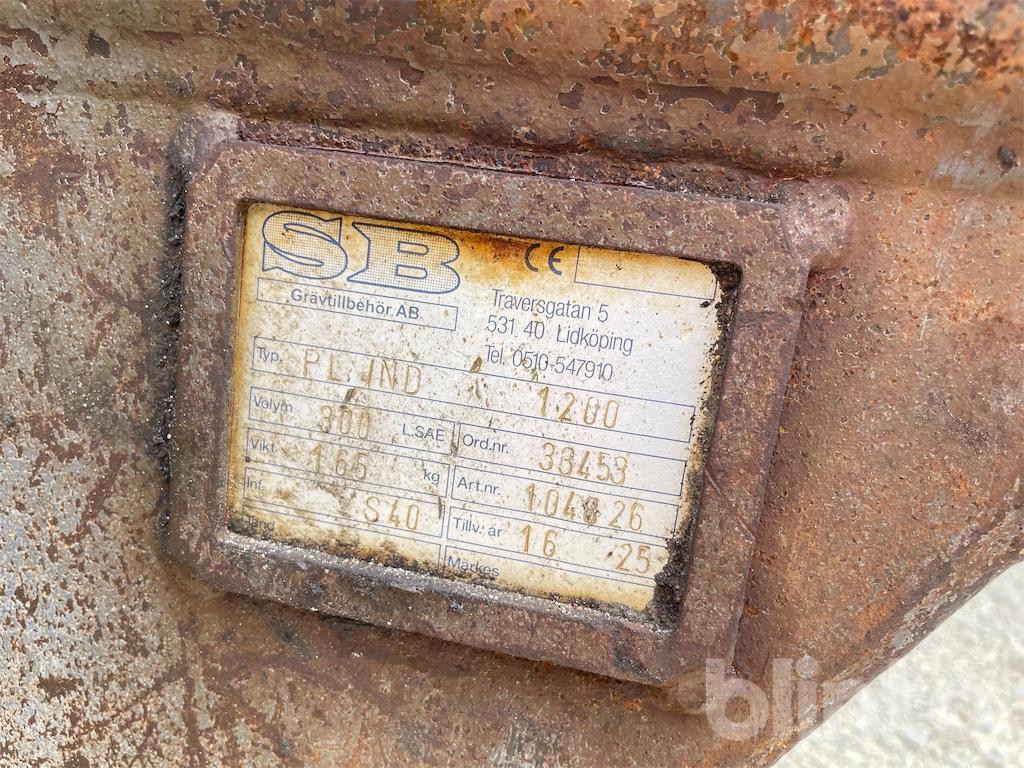 SB CE
Grävtillbehör AB
Traversgatan 5
531 40 Lidköping
Tel. 0510-547910
Typ. PL IND 1200
Volym 300 L.SAE Ord.nr. 33453
Vikt 165 kg Art.nr. 104826
Inf. S40 Tillv. år 16 25
Märkes
blinto